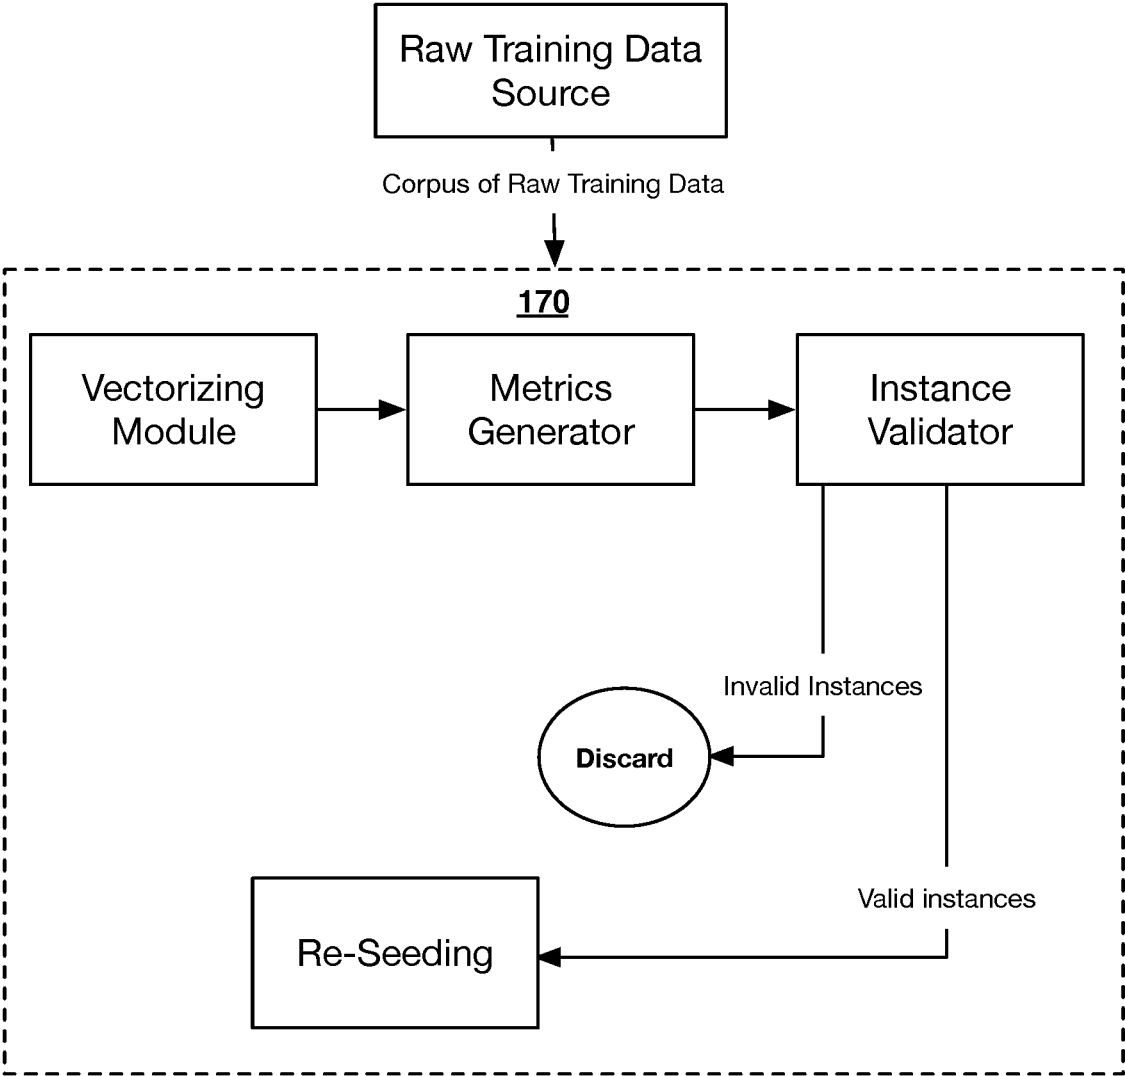 Raw Training Data
Source
Corpus of Raw Training Data
170
Vectorizing
Module
Metrics
Generator
Instance
Validator
Invalid Instances
Discard
Valid instances
Re-Seeding